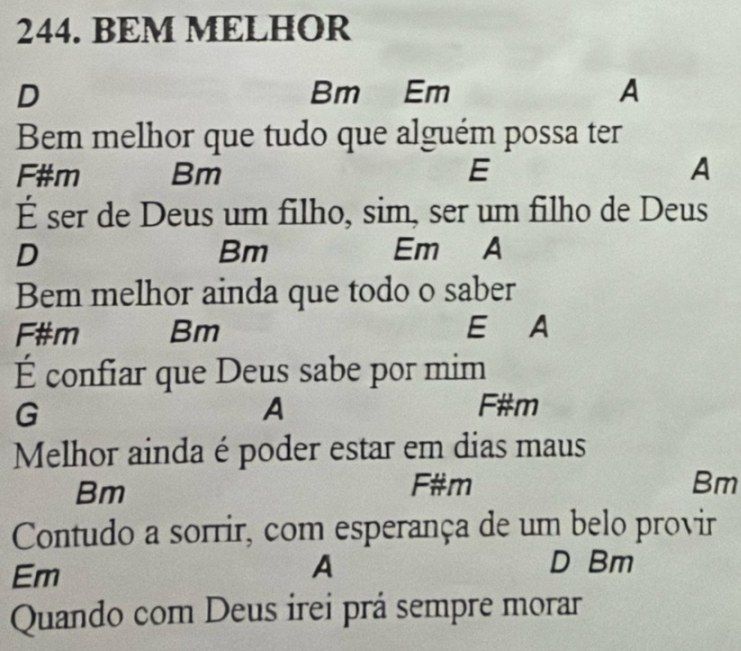 244. BEM MELHOR
D Bm Em A
Bem melhor que tudo que alguém possa ter
F#m Bm E A
É ser de Deus um filho, sim, ser um filho de Deus
D Bm Em A
Bem melhor ainda que todo o saber
F#m Bm E A
É confiar que Deus sabe por mim
G A F#m
Melhor ainda é poder estar em dias maus
Bm F#m Bm
Contudo a sorrir, com esperança de um belo provir
Em A D Bm
Quando com Deus irei prá sempre morar